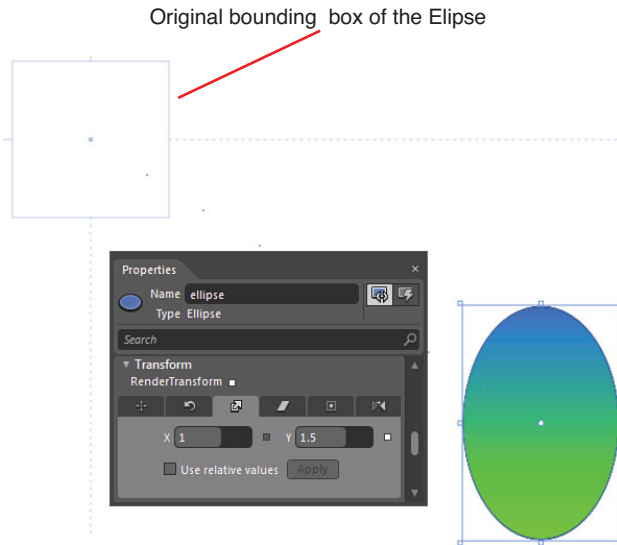 Original bounding box of the Elipse
Properties
Name ellipse
Type Ellipse
Search
Transform
RenderTransform
X 1 Y 1.5
Use relative values Apply